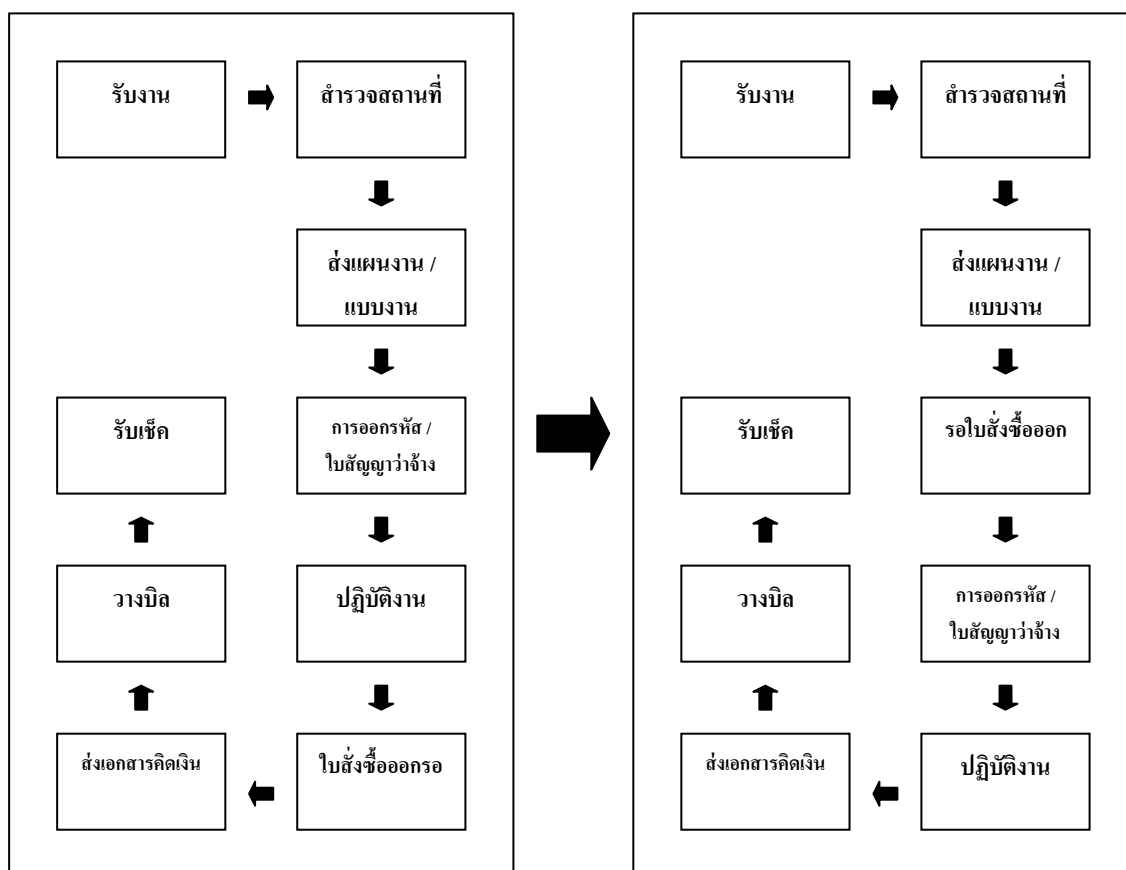 รับงาน
สำรวจสถานที่
ส่งแผนงาน /
แบบงาน
การออกรหัส /
ใบสัญญาว่าจ้าง
ปฏิบัติงาน
ใบสั่งซื้อออกรอ
ส่งเอกสารคิดเงิน
วางบิล
รับเช็ค
รับงาน
สำรวจสถานที่
ส่งแผนงาน /
แบบงาน
รอใบสั่งซื้อออก
การออกรหัส /
ใบสัญญาว่าจ้าง
ปฏิบัติงาน
ส่งเอกสารคิดเงิน
วางบิล
รับเช็ค